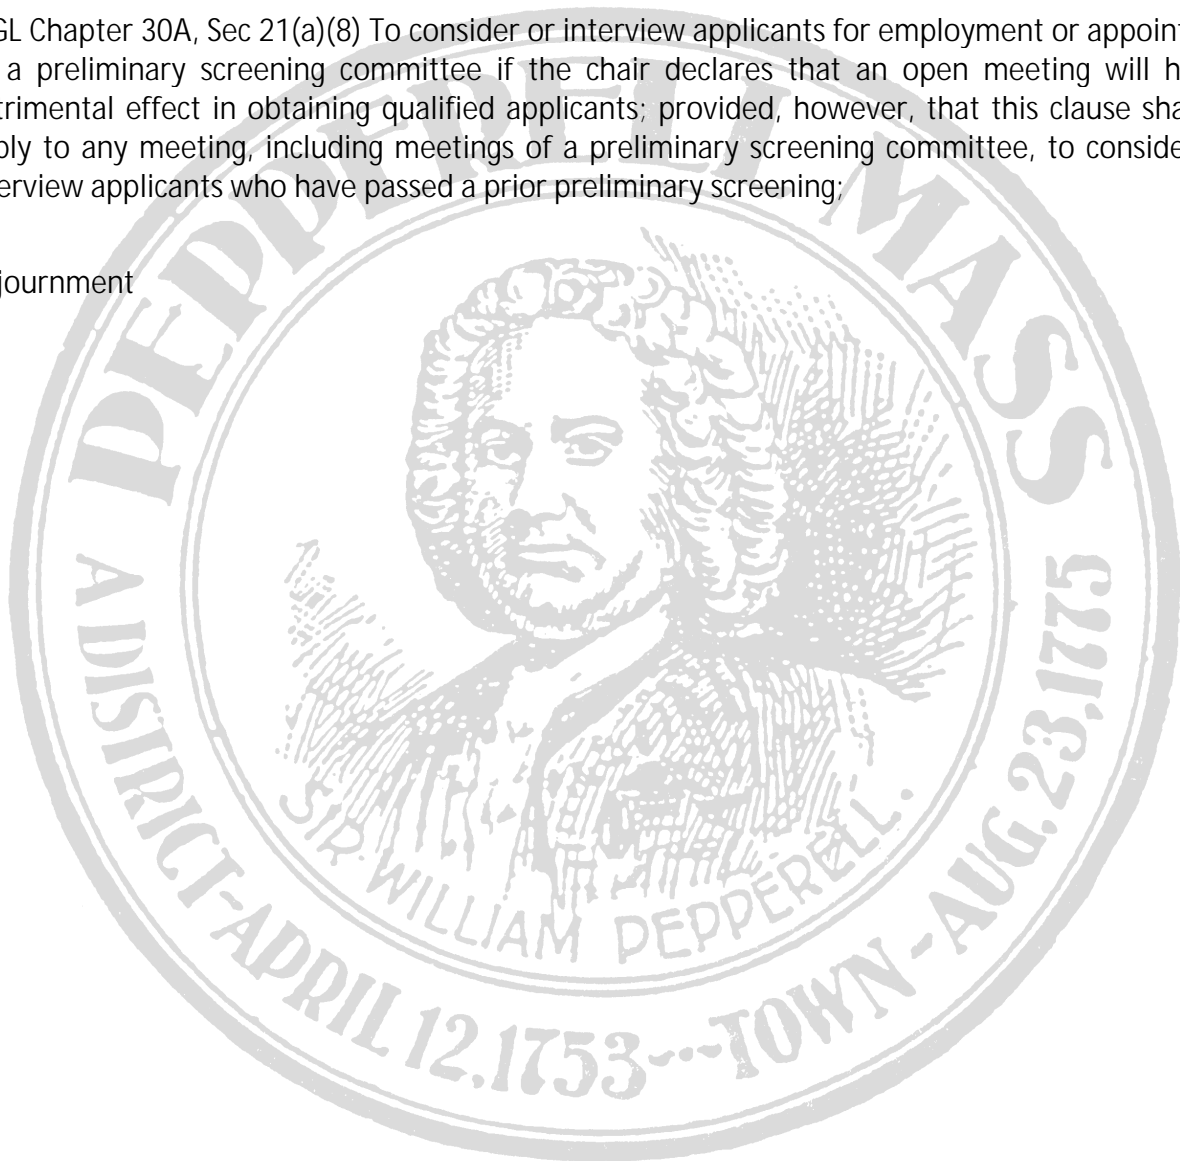 GL Chapter 30A, Sec 21(a)(8) To consider or interview applicants for employment or appoint
a preliminary screening committee if the chair declares that an open meeting will h
trimental effect in obtaining qualified applicants; provided, however, that this clause sha
ply to any meeting, including meetings of a preliminary screening committee, to conside
erview applicants who have passed a prior preliminary screening;
journment
PEPPERELL MASS
A DISTRICT-APRIL 12,1753---TOWN-AUG.23,1775
SIR. WILLIAM PEPPERELL.